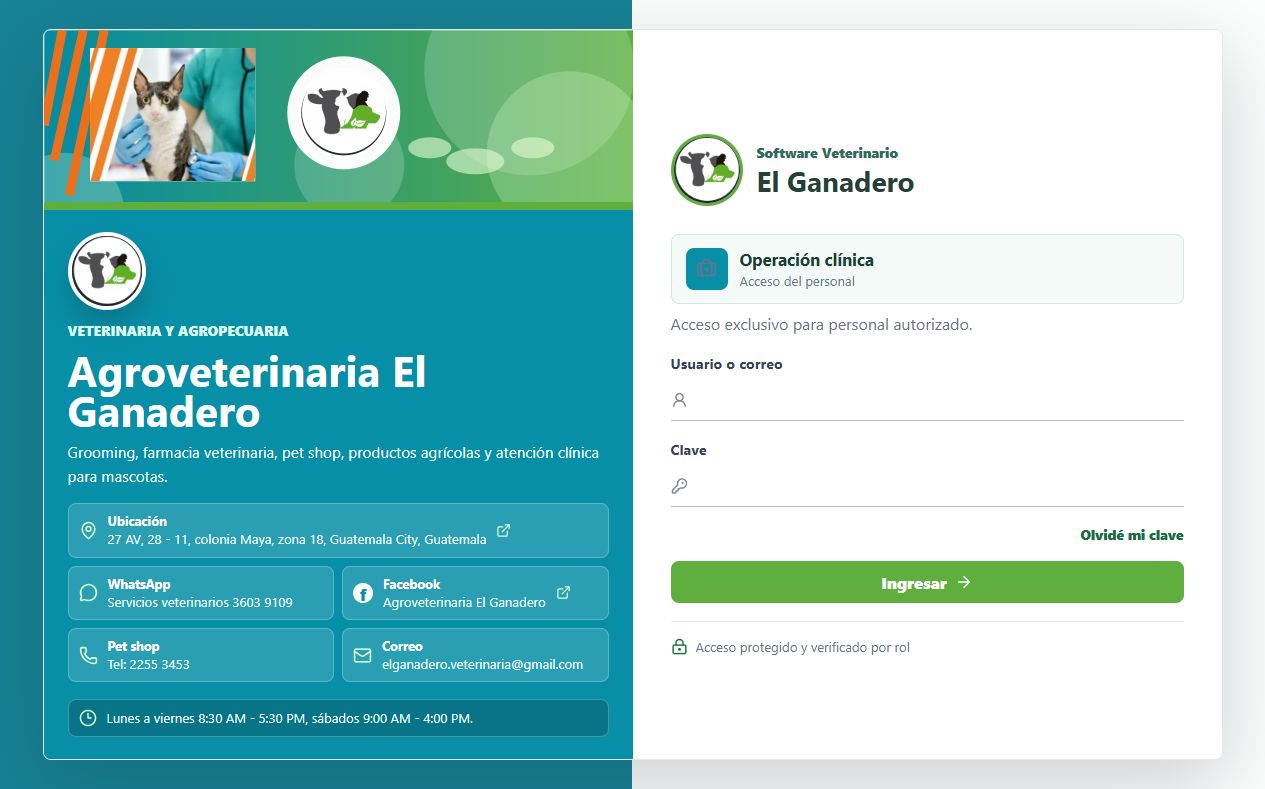 VETERINARIA Y AGROPECUARIA
Agroveterinaria El
Ganadero
Grooming, farmacia veterinaria, pet shop, productos agrícolas y atención clínica
para mascotas.
Ubicación
27 AV, 28 - 11, colonia Maya, zona 18, Guatemala City, Guatemala
WhatsApp
Servicios veterinarios 3603 9109
Facebook
Agroveterinaria El Ganadero
Pet shop
Tel: 2255 3453
Correo
elganadero.veterinaria@gmail.com
Lunes a viernes 8:30 AM - 5:30 PM, sábados 9:00 AM - 4:00 PM.
Software Veterinario
El Ganadero
Operación clínica
Acceso del personal
Acceso exclusivo para personal autorizado.
Usuario o correo
Clave
Olvidé mi clave
Ingresar
Acceso protegido y verificado por rol